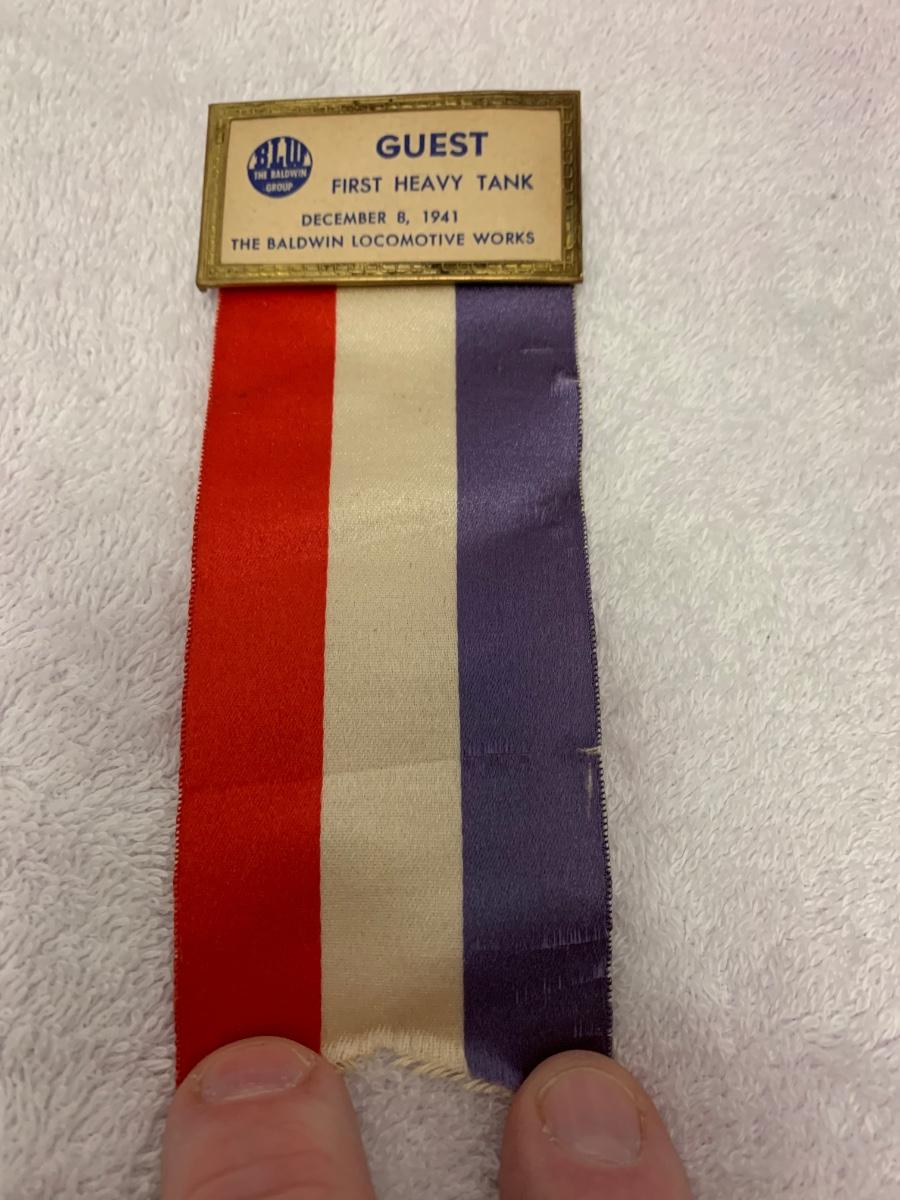 BLW
THE BALDWIN
GROUP
GUEST
FIRST HEAVY TANK
DECEMBER 8, 1941
THE BALDWIN LOCOMOTIVE WORKS